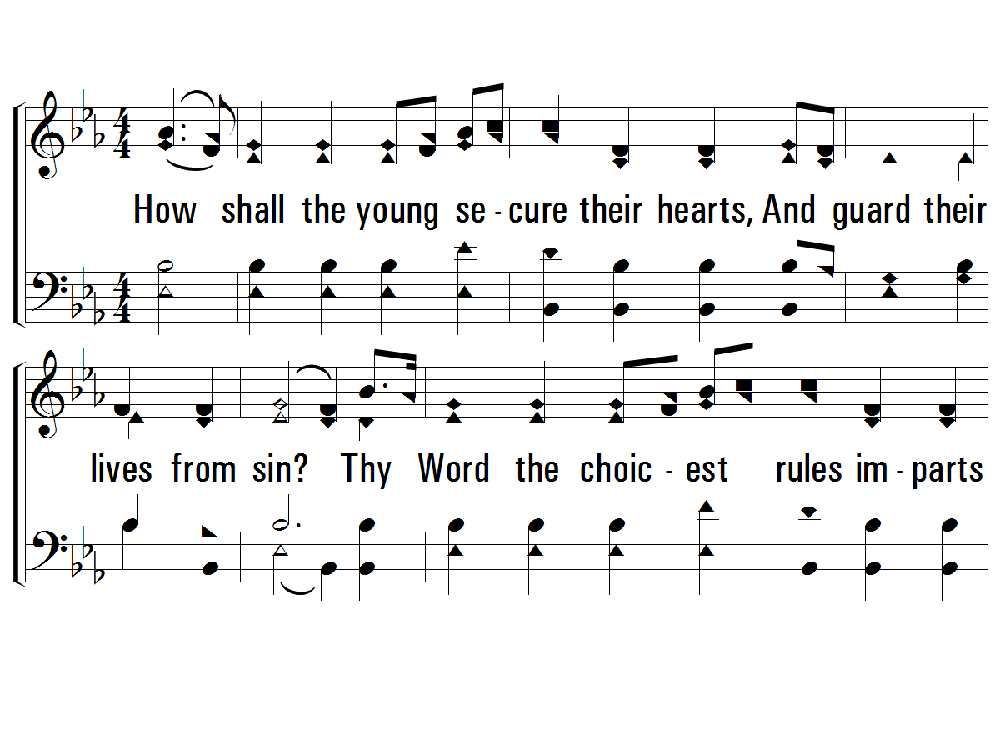 How shall the young se - cure their hearts, And guard their
lives from sin? Thy Word the choic - est rules im - parts